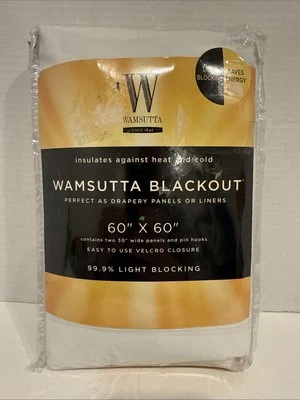 SAVES
BLOCKING ENERGY
W
WAMSUTTA
SINCE 1846
insulates against heat and cold
WAMSUTTA BLACKOUT
PERFECT AS DRAPERY PANELS OR LINERS
60" X 60"
contains two 30" wide panels and pin hooks
EASY TO USE VELCRO CLOSURE
99.9% LIGHT BLOCKING